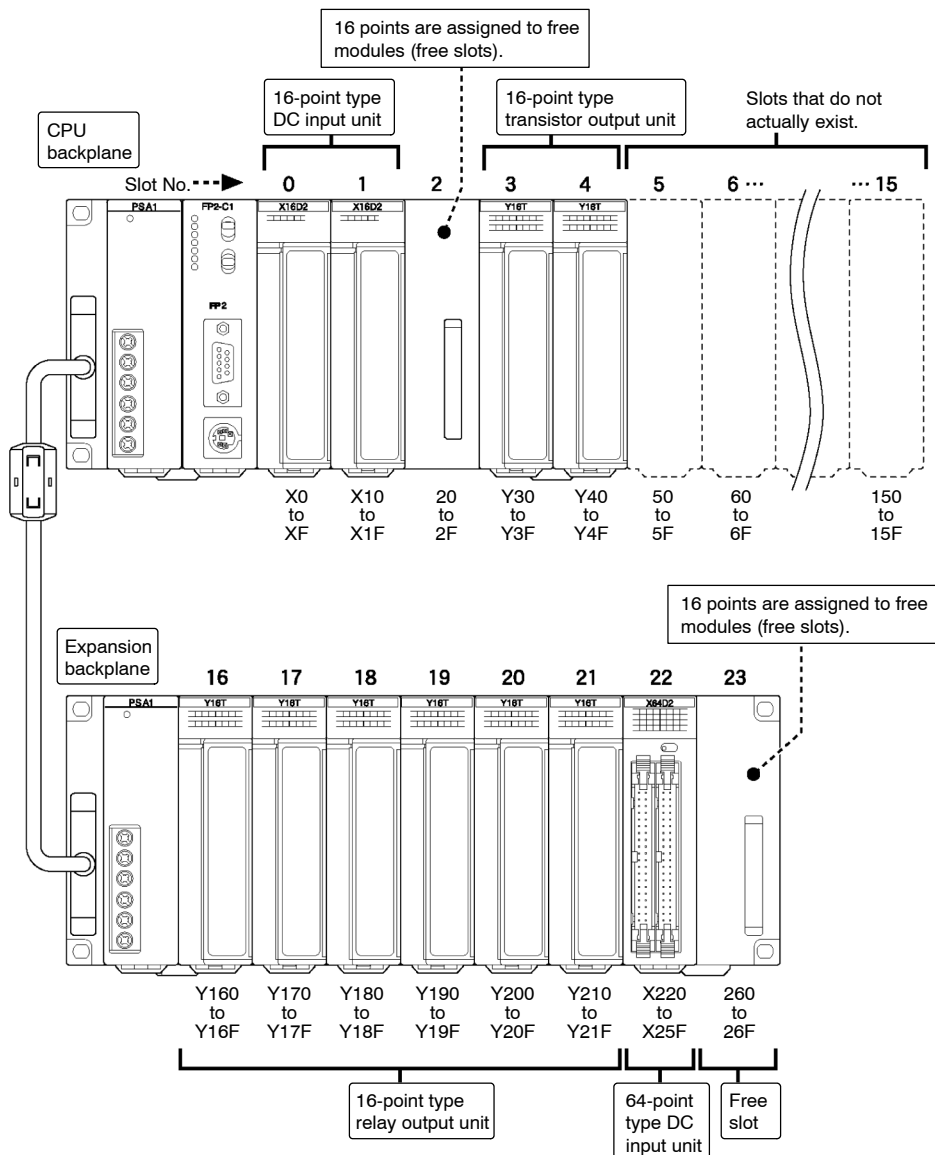 16 points are assigned to free
modules (free slots).
16-point type
DC input unit
16-point type
transistor output unit
Slots that do not
actually exist.
CPU
backplane
Slot No. 0 1 2 3 4 5 6 ··· ··· 15
PSA1 FP2-C1 X16D2 X16D2 Y16T Y16T
FP2
X0 X10 20 Y30 Y40 50 60 150
to to to to to to to to
XF X1F 2F Y3F Y4F 5F 6F 15F
16 points are assigned to free
modules (free slots).
Expansion
backplane
16 17 18 19 20 21 22 23
PSA1 Y16T Y16T Y16T Y16T Y16T Y16T X64D2
Y160 Y170 Y180 Y190 Y200 Y210 X220 260
to to to to to to to to
Y16F Y17F Y18F Y19F Y20F Y21F X25F 26F
16-point type
relay output unit
64-point
type DC
input unit
Free
slot